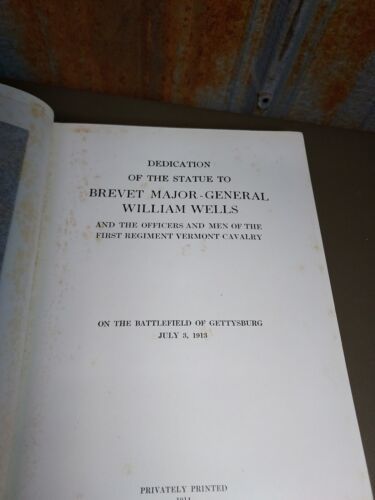 DEDICATION
OF THE STATUE TO
BREVET MAJOR-GENERAL
WILLIAM WELLS
AND THE OFFICERS AND MEN OF THE
FIRST REGIMENT VERMONT CAVALRY
ON THE BATTLEFIELD OF GETTYSBURG
JULY 3, 1913
PRIVATELY PRINTED
1914